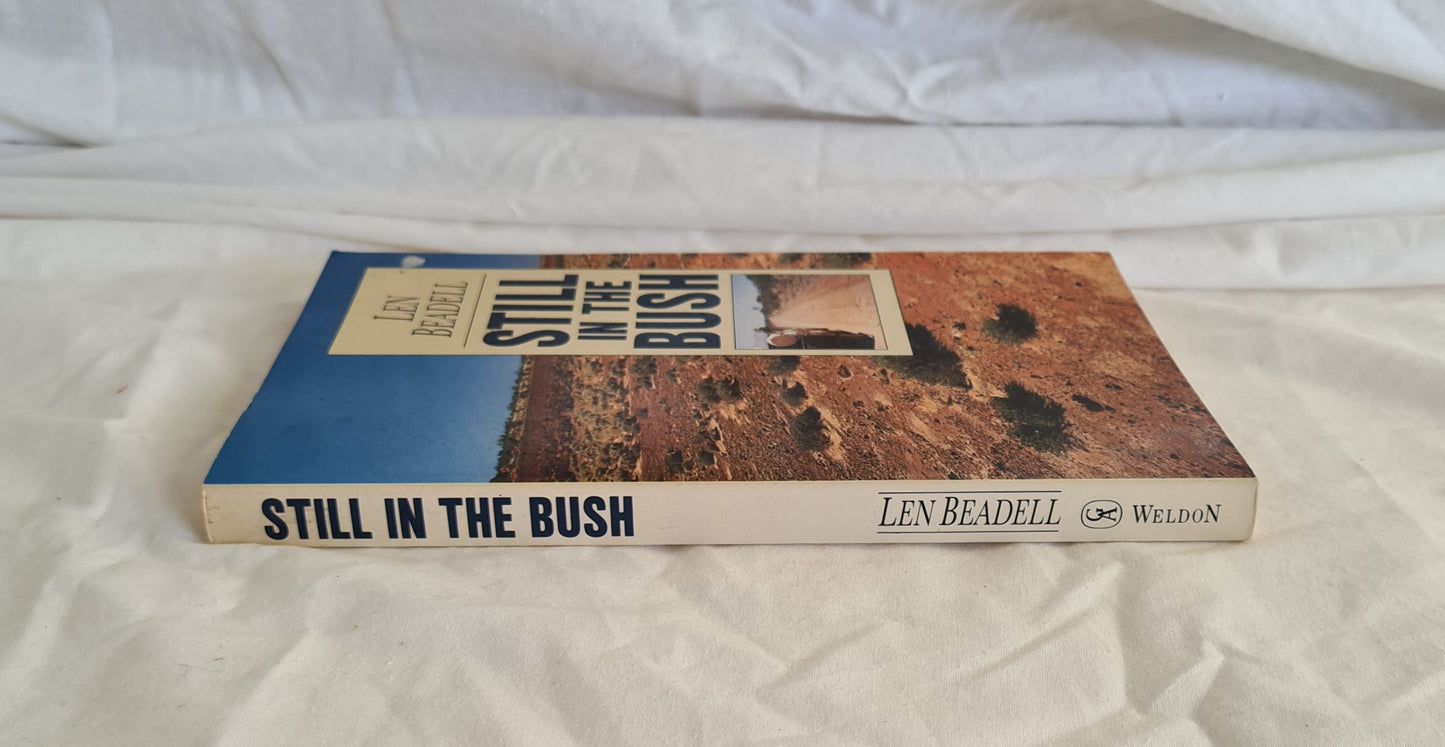 LEN
BEADELL
STILL
IN THE
BUSH
STILL IN THE BUSH
LEN BEADELL
WELDON